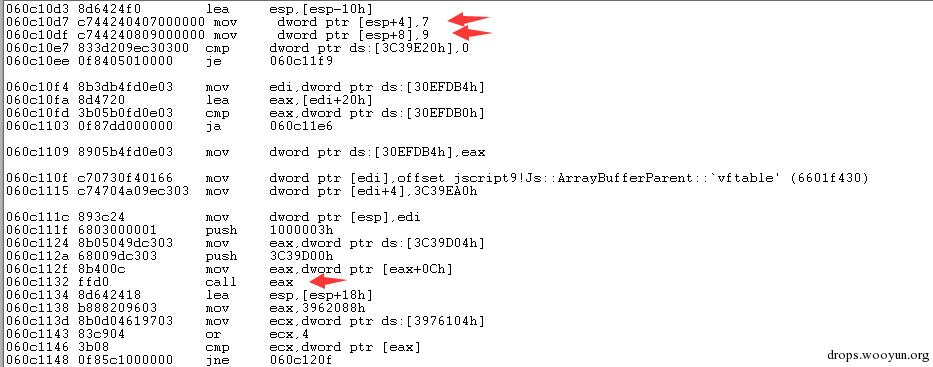 060c10d3 8d6424f0 lea esp,[esp-10h]
060c10d7 c744240407000000 mov dword ptr [esp+4],7
060c10df c744240809000000 mov dword ptr [esp+8],9
060c10e7 833d209ec30300 cmp dword ptr ds:[3C39E20h],0
060c10ee 0f8405010000 je 060c11f9
060c10f4 8b3db4fd0e03 mov edi,dword ptr ds:[30EFDB4h]
060c10fa 8d4720 lea eax,[edi+20h]
060c10fd 3b05b0fd0e03 cmp eax,dword ptr ds:[30EFDB0h]
060c1103 0f87dd000000 ja 060c11e6
060c1109 8905b4fd0e03 mov dword ptr ds:[30EFDB4h],eax
060c110f c70730f40166 mov dword ptr [edi],offset jscript9!Js::ArrayBufferParent::`vftable' (6601f430)
060c1115 c74704a09ec303 mov dword ptr [edi+4],3C39EA0h
060c111c 893c24 mov dword ptr [esp],edi
060c111f 6803000001 push 1000003h
060c1124 8b05049dc303 mov eax,dword ptr ds:[3C39D04h]
060c112a 68009dc303 push 3C39D00h
060c112f 8b400c mov eax,dword ptr [eax+0Ch]
060c1132 ffd0 call eax
060c1134 8d642418 lea esp,[esp+18h]
060c1138 b888209603 mov eax,3962088h
060c113d 8b0d04619703 mov ecx,dword ptr ds:[3976104h]
060c1143 83c904 or ecx,4
060c1146 3b08 cmp ecx,dword ptr [eax]
060c1148 0f85c1000000 jne 060c120f
drops.wooyun.org